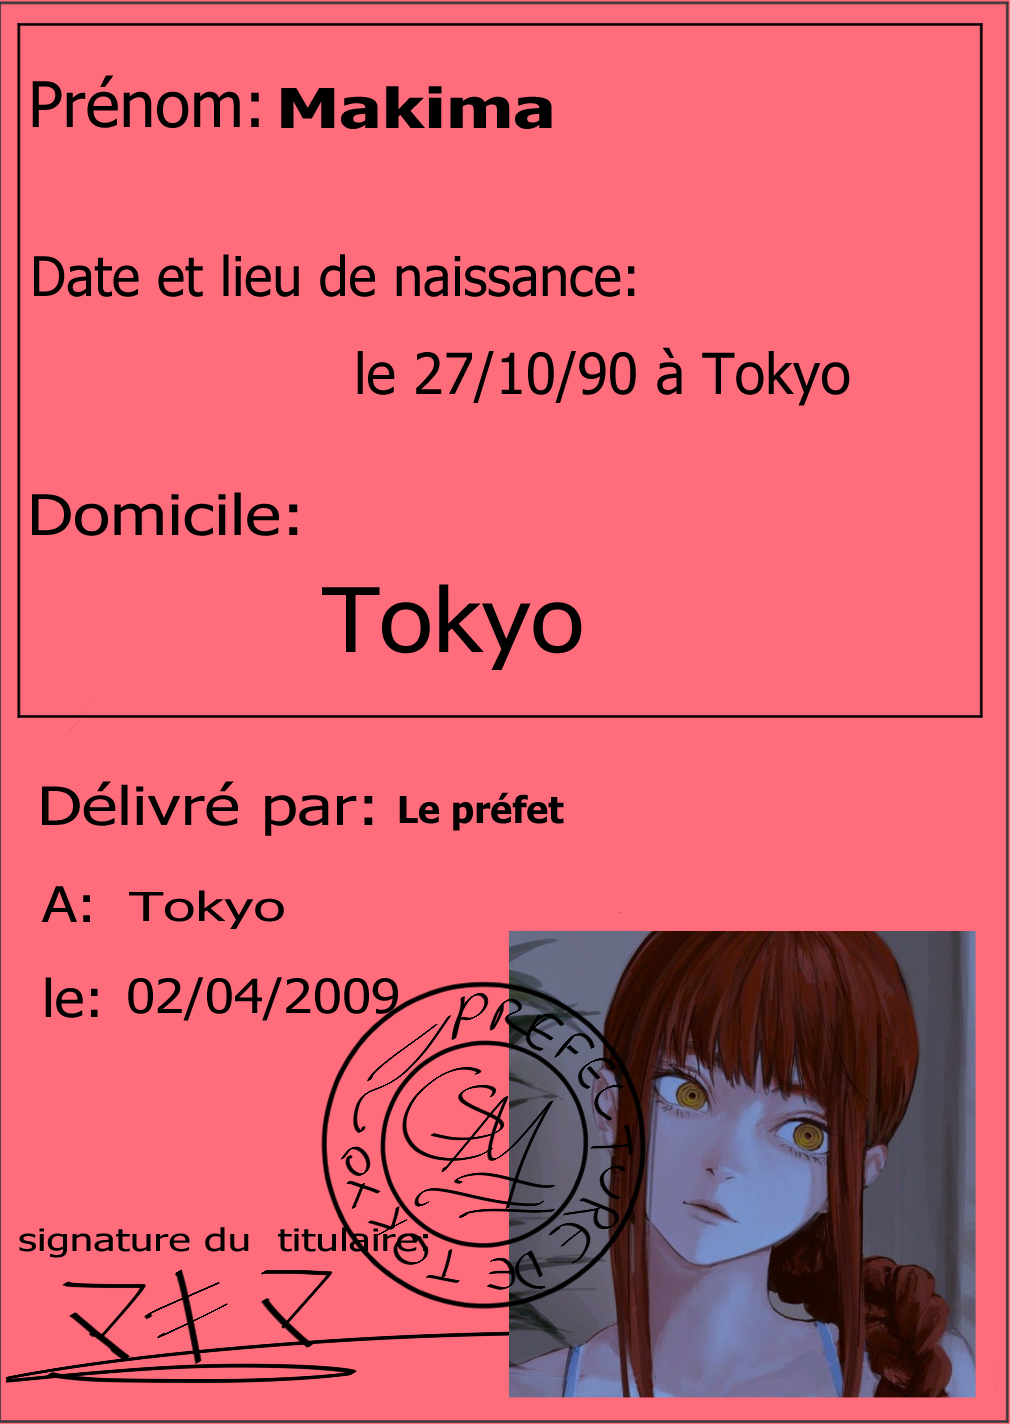 Prénom: Makima
Date et lieu de naissance:
le 27/10/90 à Tokyo
Domicile:
Tokyo
Délivré par: Le préfet
A: Tokyo
le: 02/04/2009
PREFECTURE DE TOKYO
signature du titulaire:
マキマ